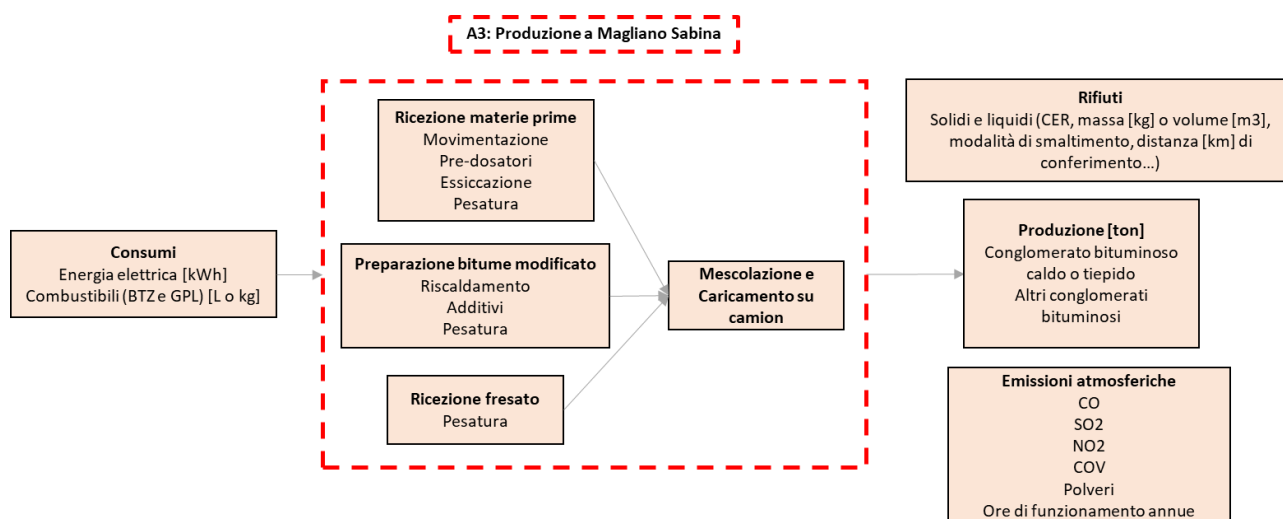 A3: Produzione a Magliano Sabina
Consumi
Energia elettrica [kWh]
Combustibili (BTZ e GPL) [L o kg]
Ricezione materie prime
Movimentazione
Pre-dosatori
Essiccazione
Pesatura
Preparazione bitume modificato
Riscaldamento
Additivi
Pesatura
Ricezione fresato
Pesatura
Mescolazione e
Caricamento su
camion
Rifiuti
Solidi e liquidi (CER, massa [kg] o volume [m3],
modalità di smaltimento, distanza [km] di
conferimento…)
Produzione [ton]
Conglomerato bituminoso
caldo o tiepido
Altri conglomerati
bituminosi
Emissioni atmosferiche
CO
SO2
NO2
COV
Polveri
Ore di funzionamento annue